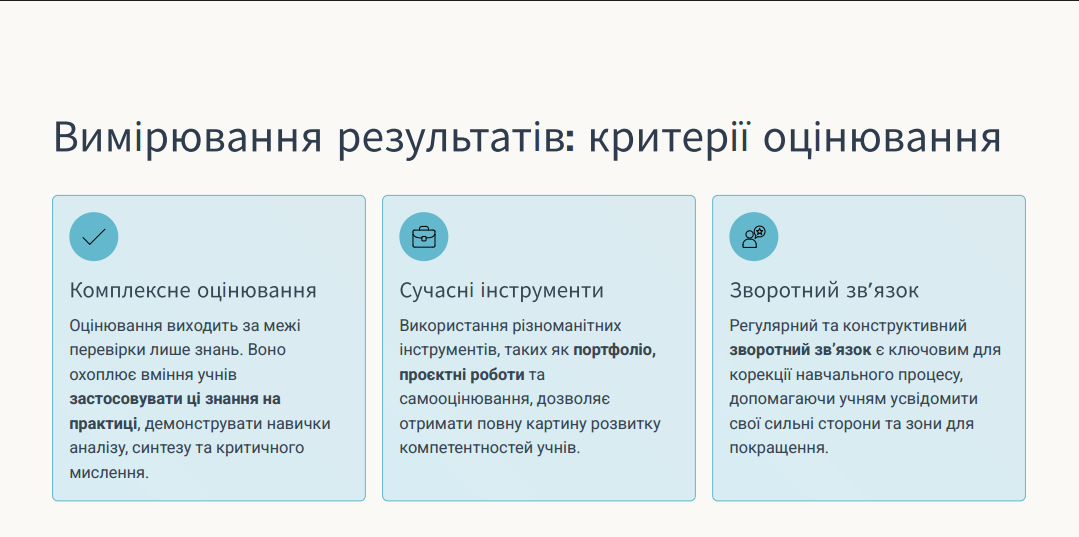 Вимірювання результатів: критерії оцінювання
Комплексне оцінювання
Оцінювання виходить за межі
перевірки лише знань. Воно
охоплює вміння учнів
застосовувати ці знання на
практиці, демонструвати навички
аналізу, синтезу та критичного
мислення.
Сучасні інструменти
Використання різноманітних
інструментів, таких як портфоліо,
проєктні роботи та
самооцінювання, дозволяє
отримати повну картину розвитку
компетентностей учнів.
Зворотний зв’язок
Регулярний та конструктивний
зворотний зв’язок є ключовим для
корекції навчального процесу,
допомагаючи учням усвідомити
свої сильні сторони та зони для
покращення.